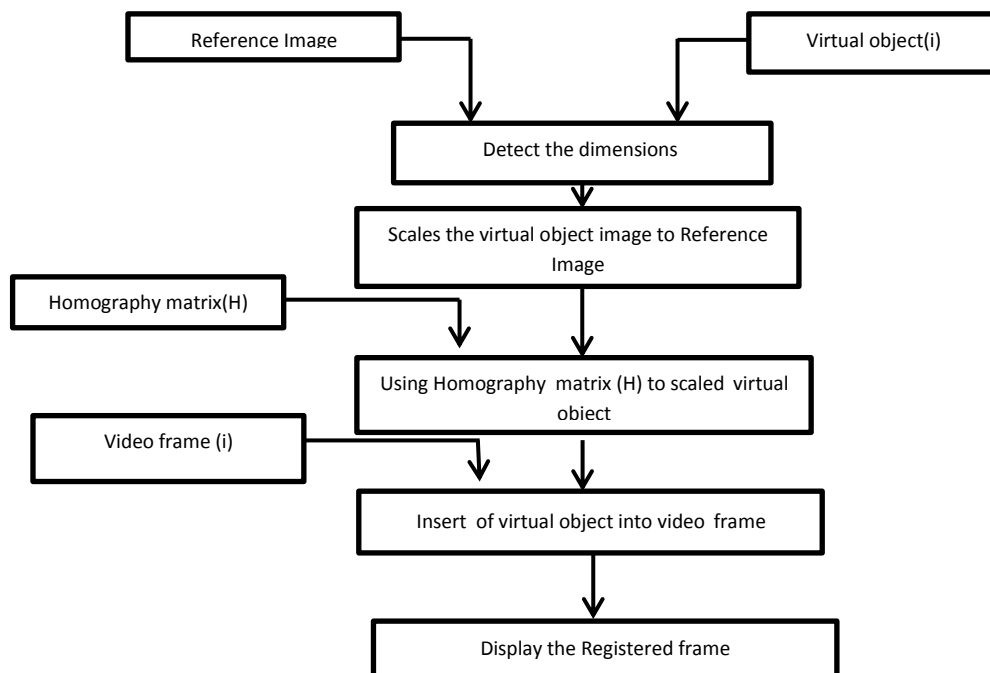 Reference Image
Virtual object(i)
Detect the dimensions
Scales the virtual object image to Reference
Image
Homography matrix(H)
Using Homography matrix (H) to scaled virtual
object
Video frame (i)
Insert of virtual object into video frame
Display the Registered frame